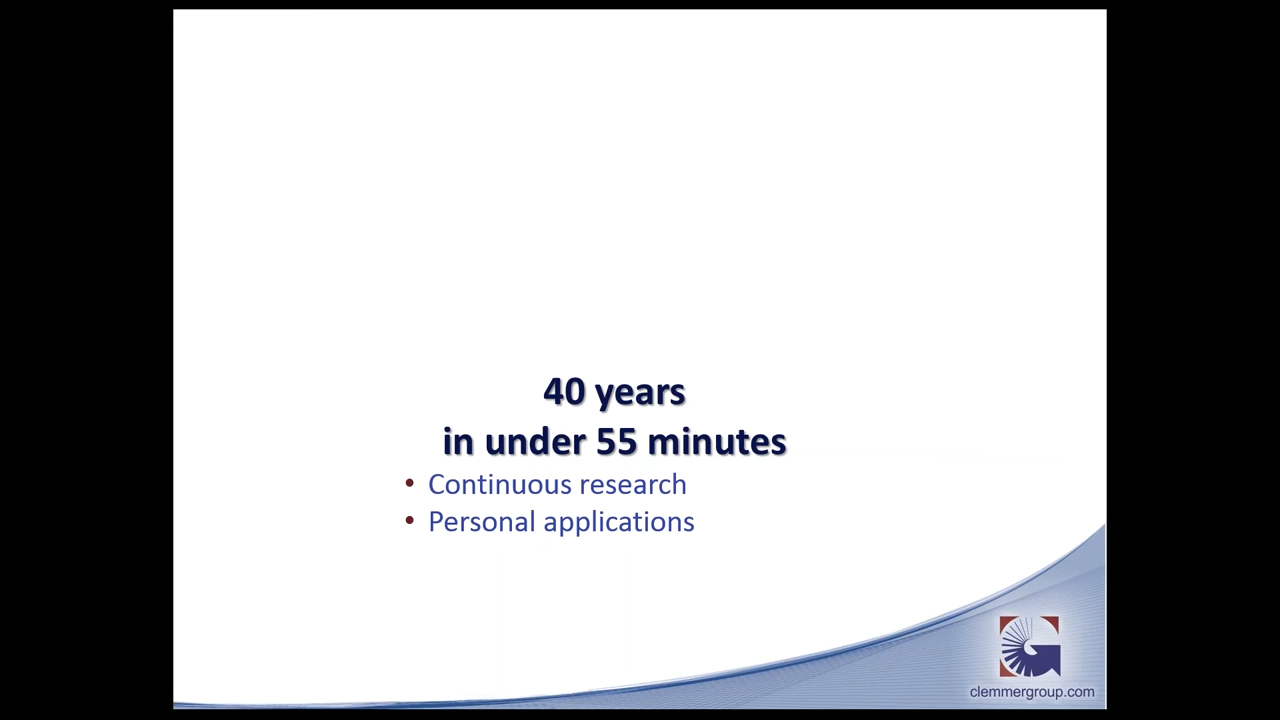 40 years
in under 55 minutes
• Continuous research
• Personal applications
clemmergroup.com